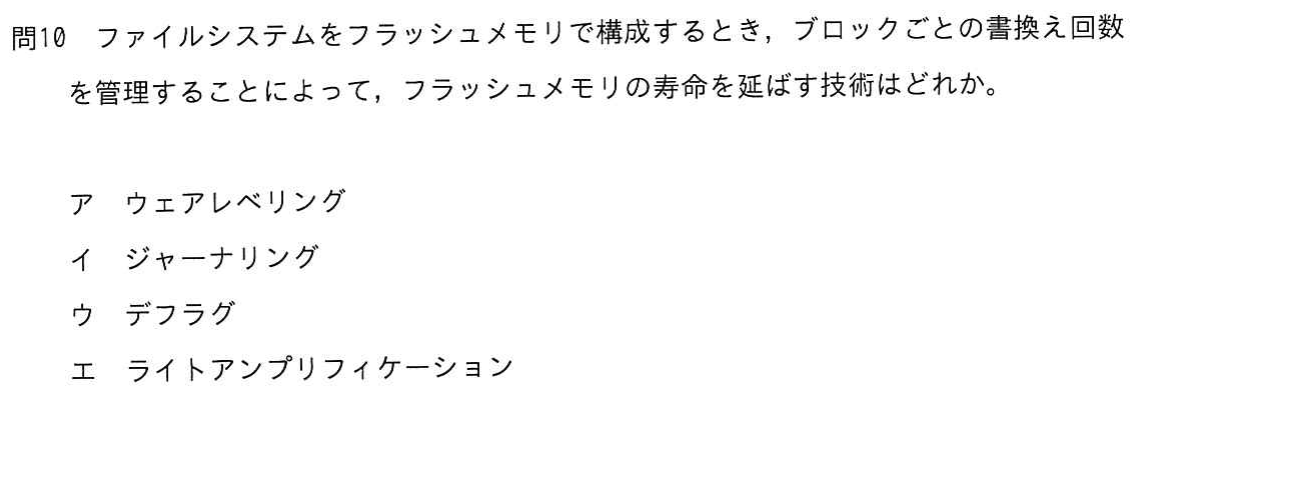 問10　ファイルシステムをフラッシュメモリで構成するとき，ブロックごとの書換え回数
を管理することによって，フラッシュメモリの寿命を延ばす技術はどれか。
ア　ウェアレベリング
イ　ジャーナリング
ウ　デフラグ
エ　ライトアンプリフィケーション